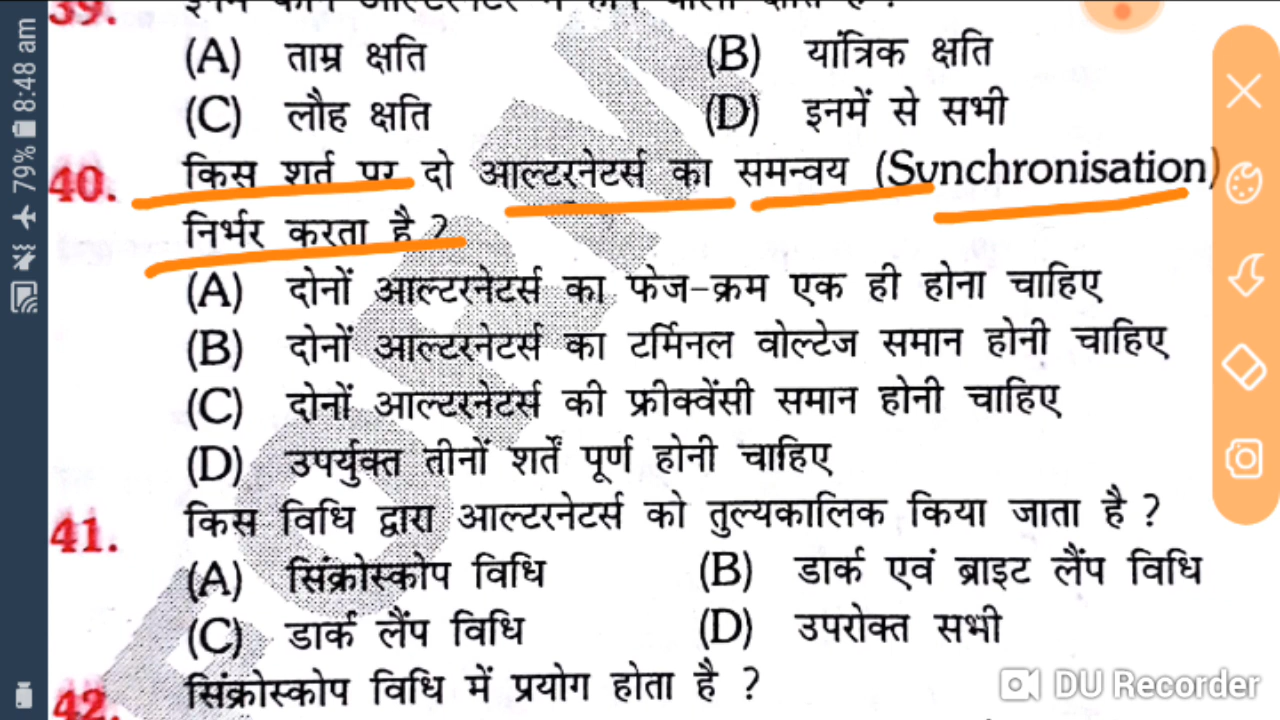 39.
(A) ताम्र क्षति (B) यांत्रिक क्षति
(C) लौह क्षति (D) इनमें से सभी
40. किस शर्त पर दो आल्टरनेटर्स का समन्वय (Synchronisation)
निर्भर करता है ?
(A) दोनों आल्टरनेटर्स का फेज-क्रम एक ही होना चाहिए
(B) दोनों आल्टरनेटर्स का टर्मिनल वोल्टेज समान होनी चाहिए
(C) दोनों आल्टरनेटर्स की फ्रीक्वेंसी समान होनी चाहिए
(D) उपर्युक्त तीनों शर्तें पूर्ण होनी चाहिए
41. किस विधि द्वारा आल्टरनेटर्स को तुल्यकालिक किया जाता है ?
(A) सिंक्रोस्कोप विधि (B) डार्क एवं ब्राइट लैंप विधि
(C) डार्क लैंप विधि (D) उपरोक्त सभी
42. सिंक्रोस्कोप विधि में प्रयोग होता है ?
79% 8:48 am
DU Recorder